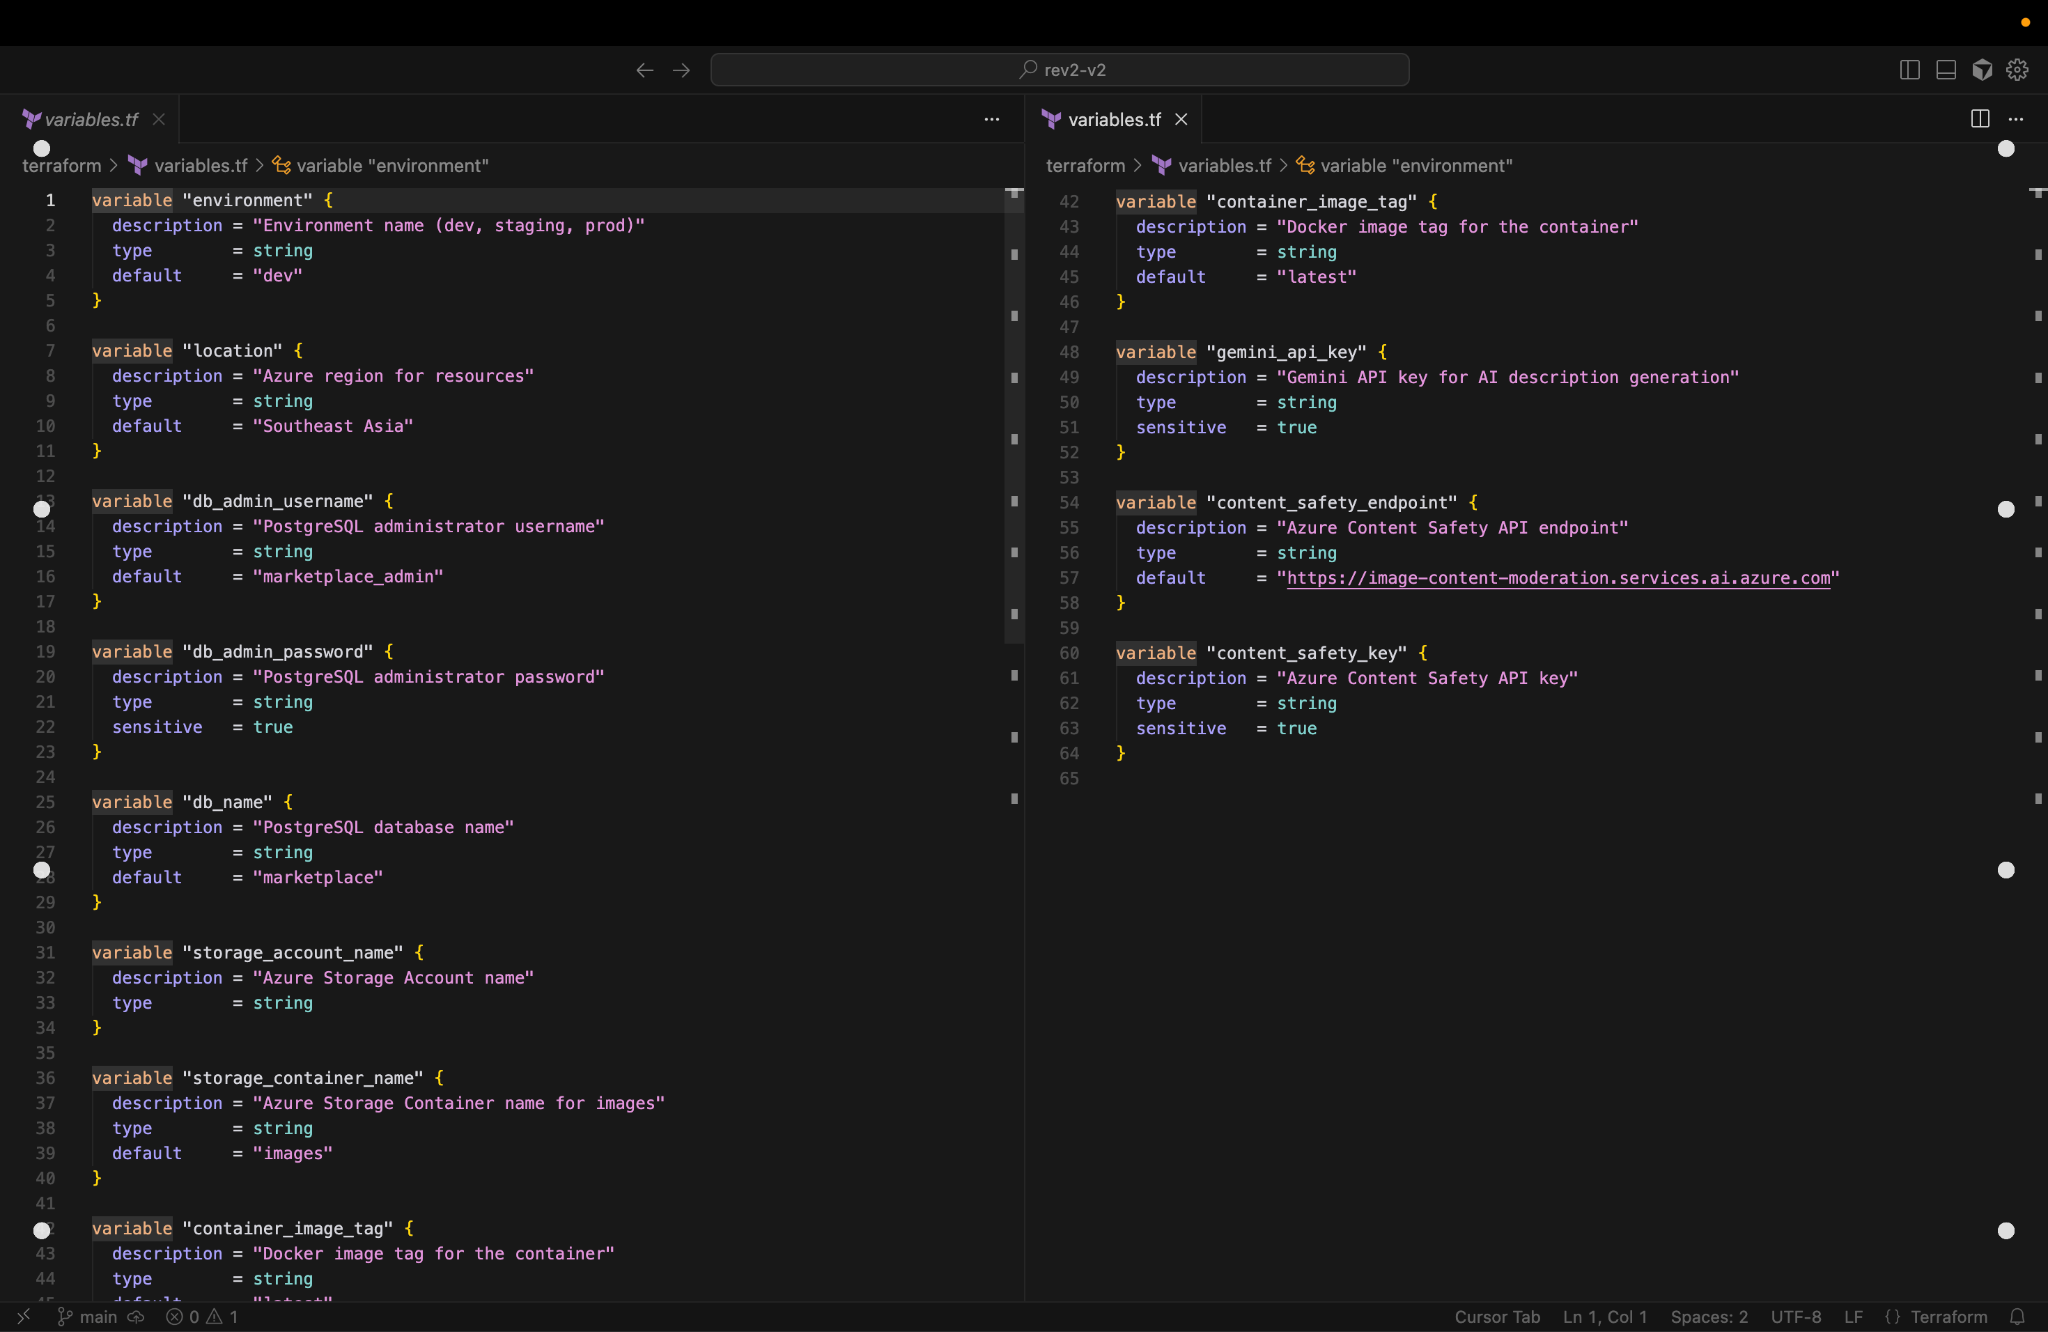 rev2-v2
variables.tf
terraform > variables.tf > variable "environment"
1 variable "environment" {
2 description = "Environment name (dev, staging, prod)"
3 type = string
4 default = "dev"
5 }
6
7 variable "location" {
8 description = "Azure region for resources"
9 type = string
10 default = "Southeast Asia"
11 }
12
13 variable "db_admin_username" {
14 description = "PostgreSQL administrator username"
15 type = string
16 default = "marketplace_admin"
17 }
18
19 variable "db_admin_password" {
20 description = "PostgreSQL administrator password"
21 type = string
22 sensitive = true
23 }
24
25 variable "db_name" {
26 description = "PostgreSQL database name"
27 type = string
28 default = "marketplace"
29 }
30
31 variable "storage_account_name" {
32 description = "Azure Storage Account name"
33 type = string
34 }
35
36 variable "storage_container_name" {
37 description = "Azure Storage Container name for images"
38 type = string
39 default = "images"
40 }
41
42 variable "container_image_tag" {
43 description = "Docker image tag for the container"
44 type = string
variables.tf
terraform > variables.tf > variable "environment"
42 variable "container_image_tag" {
43 description = "Docker image tag for the container"
44 type = string
45 default = "latest"
46 }
47
48 variable "gemini_api_key" {
49 description = "Gemini API key for AI description generation"
50 type = string
51 sensitive = true
52 }
53
54 variable "content_safety_endpoint" {
55 description = "Azure Content Safety API endpoint"
56 type = string
57 default = "https://image-content-moderation.services.ai.azure.com"
58 }
59
60 variable "content_safety_key" {
61 description = "Azure Content Safety API key"
62 type = string
63 sensitive = true
64 }
65
main 0 1 Cursor Tab Ln 1, Col 1 Spaces: 2 UTF-8 LF {} Terraform